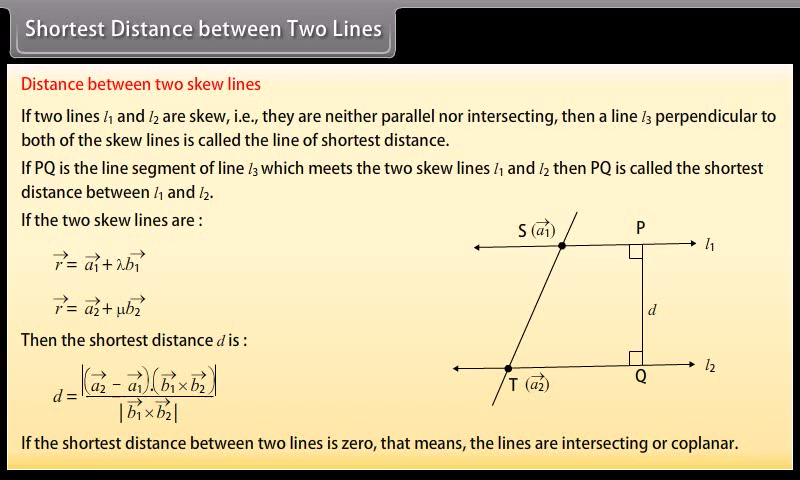 Shortest Distance between Two Lines
Distance between two skew lines
If two lines l₁ and l₂ are skew, i.e., they are neither parallel nor intersecting, then a line l₃ perpendicular to
both of the skew lines is called the line of shortest distance.
If PQ is the line segment of line l₃ which meets the two skew lines l₁ and l₂ then PQ is called the shortest
distance between l₁ and l₂.
If the two skew lines are :
r⃗ = a⃗₁ + λb⃗₁
r⃗ = a⃗₂ + μb⃗₂
Then the shortest distance d is :
d = |(a⃗₂ − a⃗₁).(b⃗₁ × b⃗₂)| / |b⃗₁ × b⃗₂|
S (a⃗₁)
P
l₁
d
l₂
T (a⃗₂)
Q
If the shortest distance between two lines is zero, that means, the lines are intersecting or coplanar.